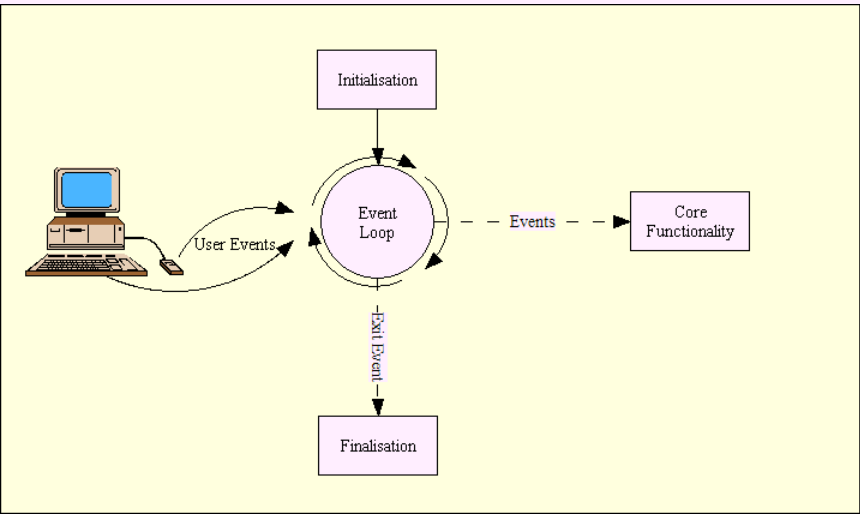 Initialisation
Event
Loop
User Events
Events
Core
Functionality
Exit Event
Finalisation